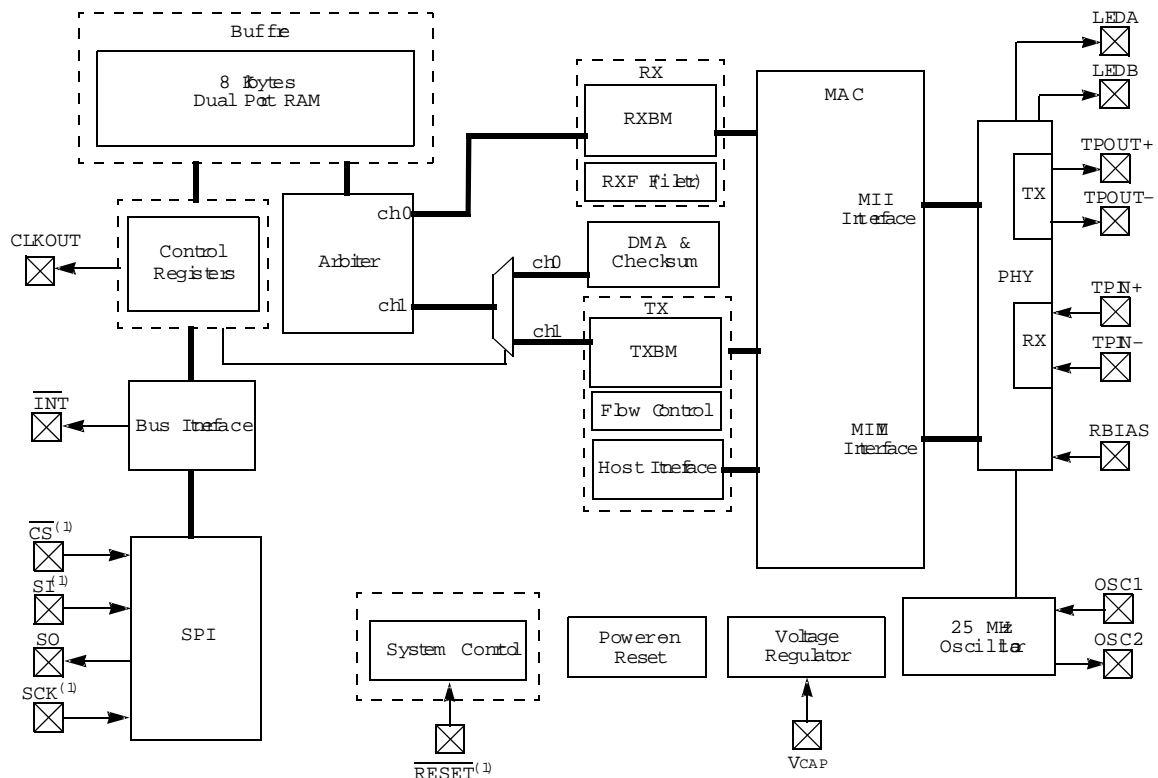 Buffre
8 Kbytes
Dual Port RAM
CLKOUT
Control
Registers
Arbiter
ch0
ch1
ch0
ch1
RX
RXBM
RXF (Filter)
DMA &
Checksum
TX
TXBM
Flow Control
Host Interface
MAC
MII
Interface
MIIM
Interface
PHY
TX
RX
LEDA
LEDB
TPOUT+
TPOUT-
TPIN+
TPIN-
RBIAS
INT
Bus Interface
CS(1)
SI(1)
SO
SCK(1)
SPI
System Control
RESET(1)
Power-on
Reset
Voltage
Regulator
VCAP
25 MHz
Oscillator
OSC1
OSC2